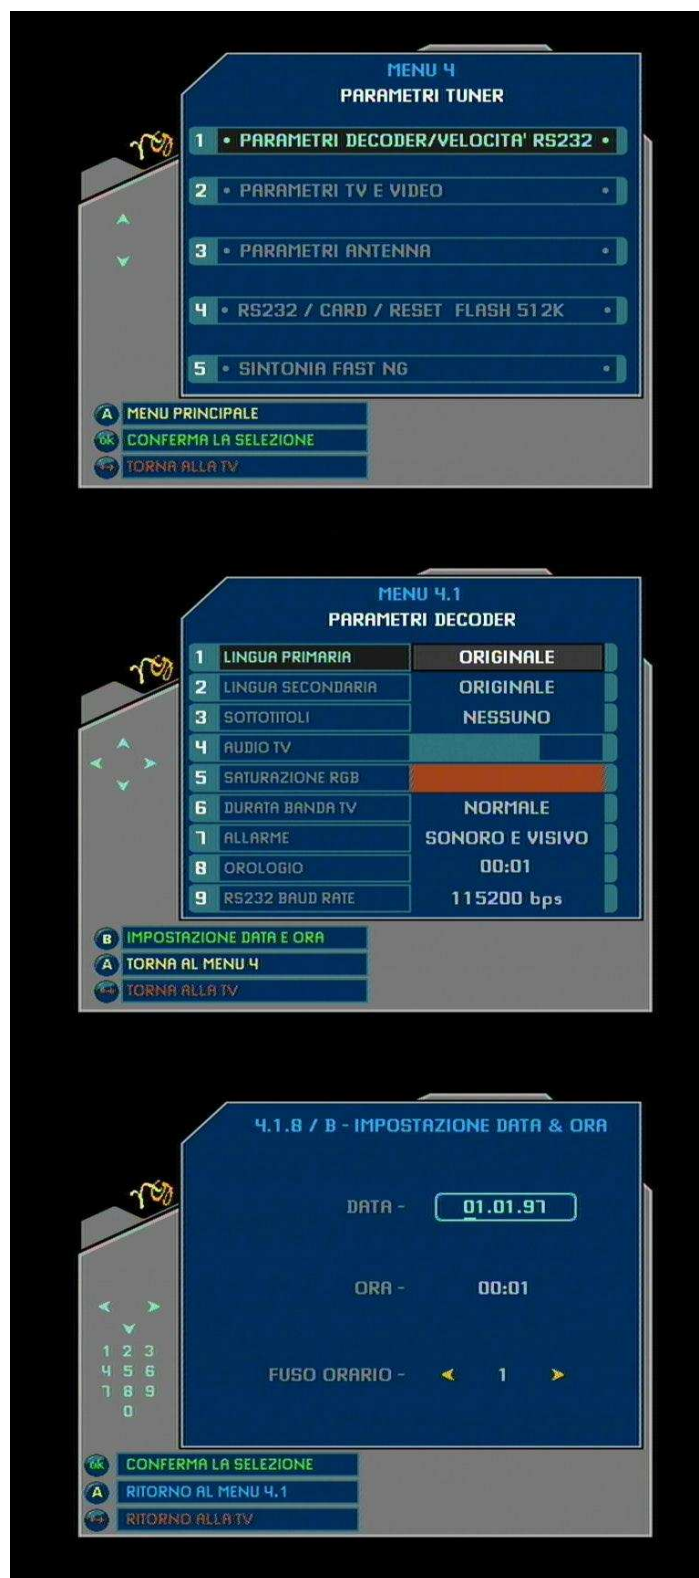 MENU 4
PARAMETRI TUNER
1 • PARAMETRI DECODER/VELOCITA' RS232 •
2 • PARAMETRI TV E VIDEO •
3 • PARAMETRI ANTENNA •
4 • RS232 / CARD / RESET FLASH 512K •
5 • SINTONIA FAST NG •
A MENU PRINCIPALE
OK CONFERMA LA SELEZIONE
TORNA ALLA TV
MENU 4.1
PARAMETRI DECODER
1 LINGUA PRIMARIA ORIGINALE
2 LINGUA SECONDARIA ORIGINALE
3 SOTTOTITOLI NESSUNO
4 AUDIO TV
5 SATURAZIONE RGB
6 DURATA BANDA TV NORMALE
7 ALLARME SONORO E VISIVO
8 OROLOGIO 00:01
9 RS232 BAUD RATE 115200 bps
B IMPOSTAZIONE DATA E ORA
A TORNA AL MENU 4
TORNA ALLA TV
4.1.8 / B - IMPOSTAZIONE DATA & ORA
DATA - 01.01.97
ORA - 00:01
1 2 3
4 5 6
7 8 9
0
FUSO ORARIO - 1
OK CONFERMA LA SELEZIONE
A RITORNO AL MENU 4.1
RITORNO ALLA TV